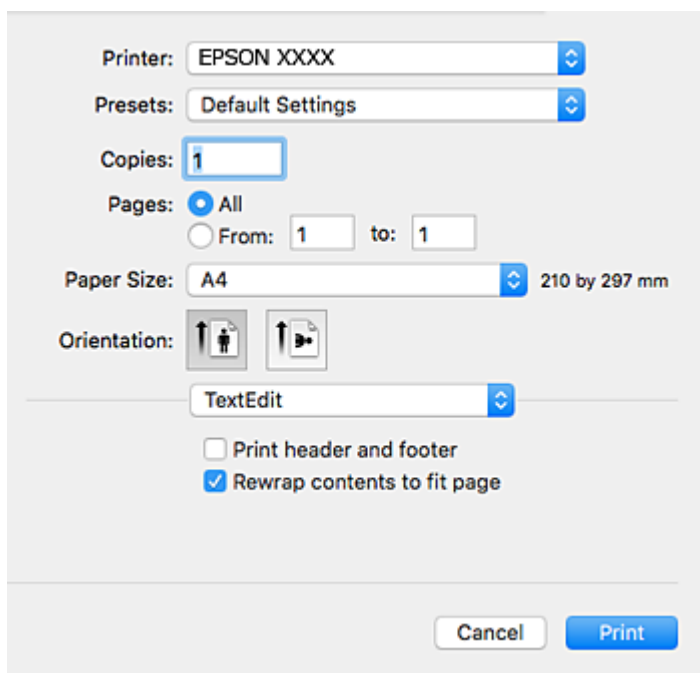 Printer: EPSON XXXX
Presets: Default Settings
Copies: 1
Pages: All
From: 1 to: 1
Paper Size: A4 210 by 297 mm
Orientation:
TextEdit
Print header and footer
Rewrap contents to fit page
Cancel Print